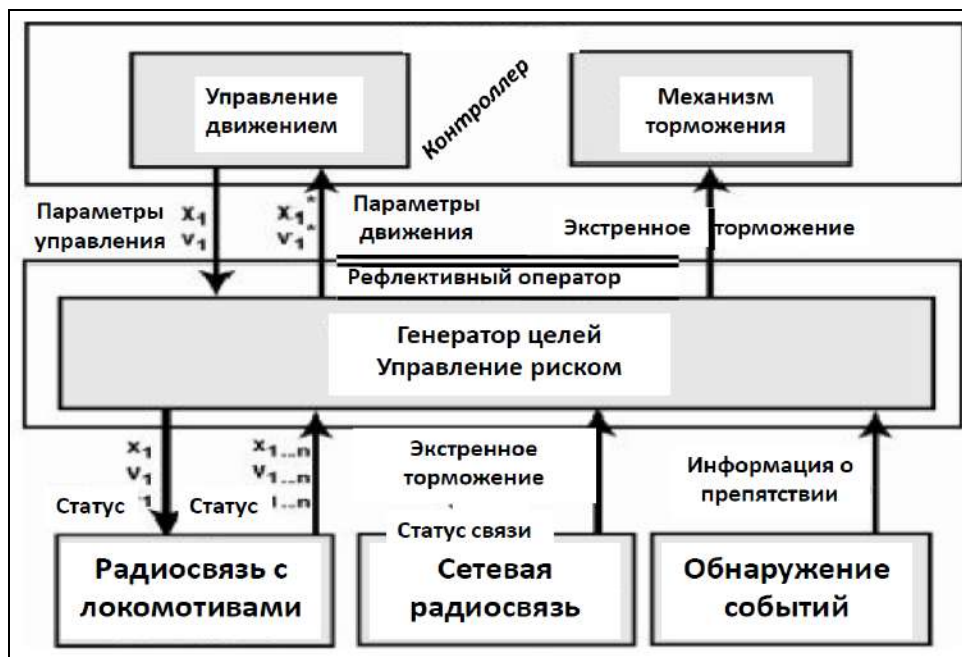 Управление
движением
Контроллер
Механизм
торможения
Параметры
управления
x₁
v₁
x₁*
v₁*
Параметры
движения
Экстренное торможение
Рефлективный оператор
Генератор целей
Управление риском
x₁
v₁
Статус
Статус
x₁...n
v₁...n
...n
Экстренное
торможение
Статус связи
Информация о
препятствии
Радиосвязь с
локомотивами
Сетевая
радиосвязь
Обнаружение
событий